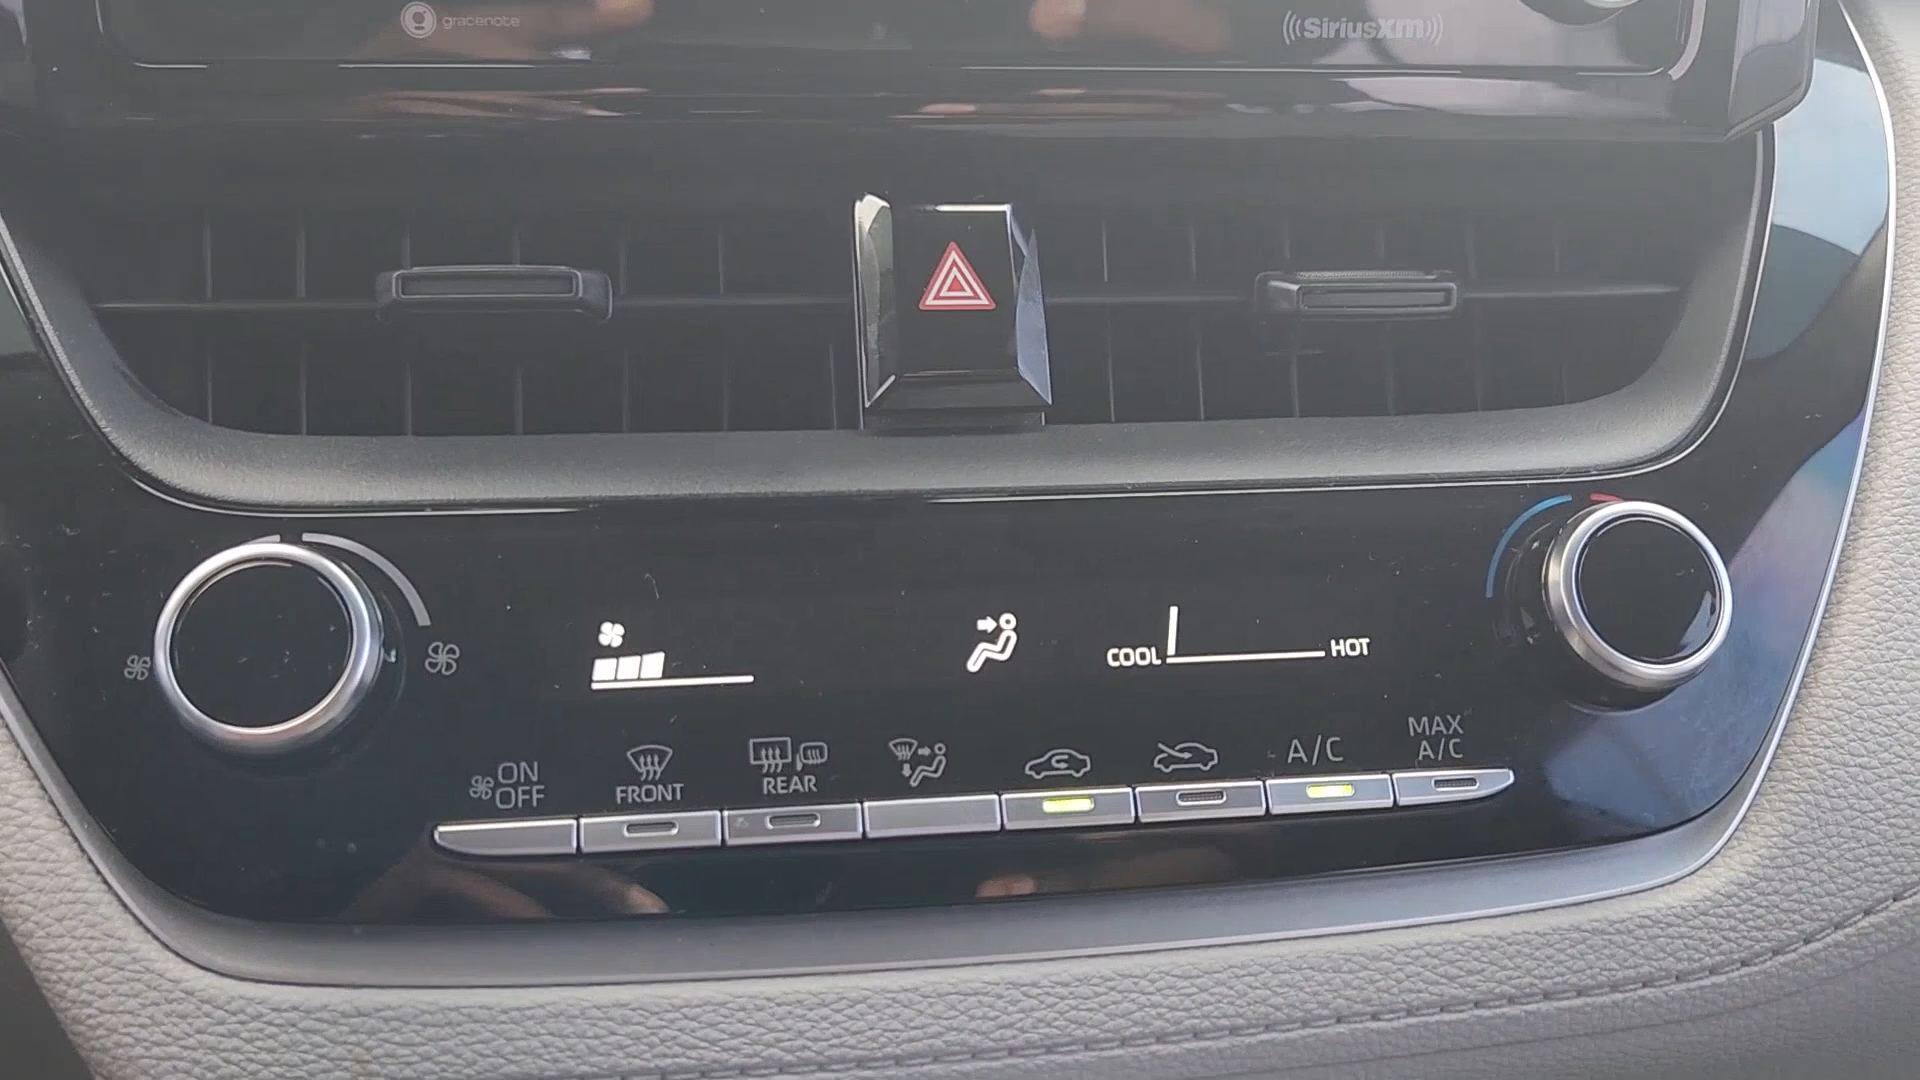 gracenote
SiriusXM
COOL
HOT
ON
OFF
FRONT
REAR
A/C
MAX
A/C